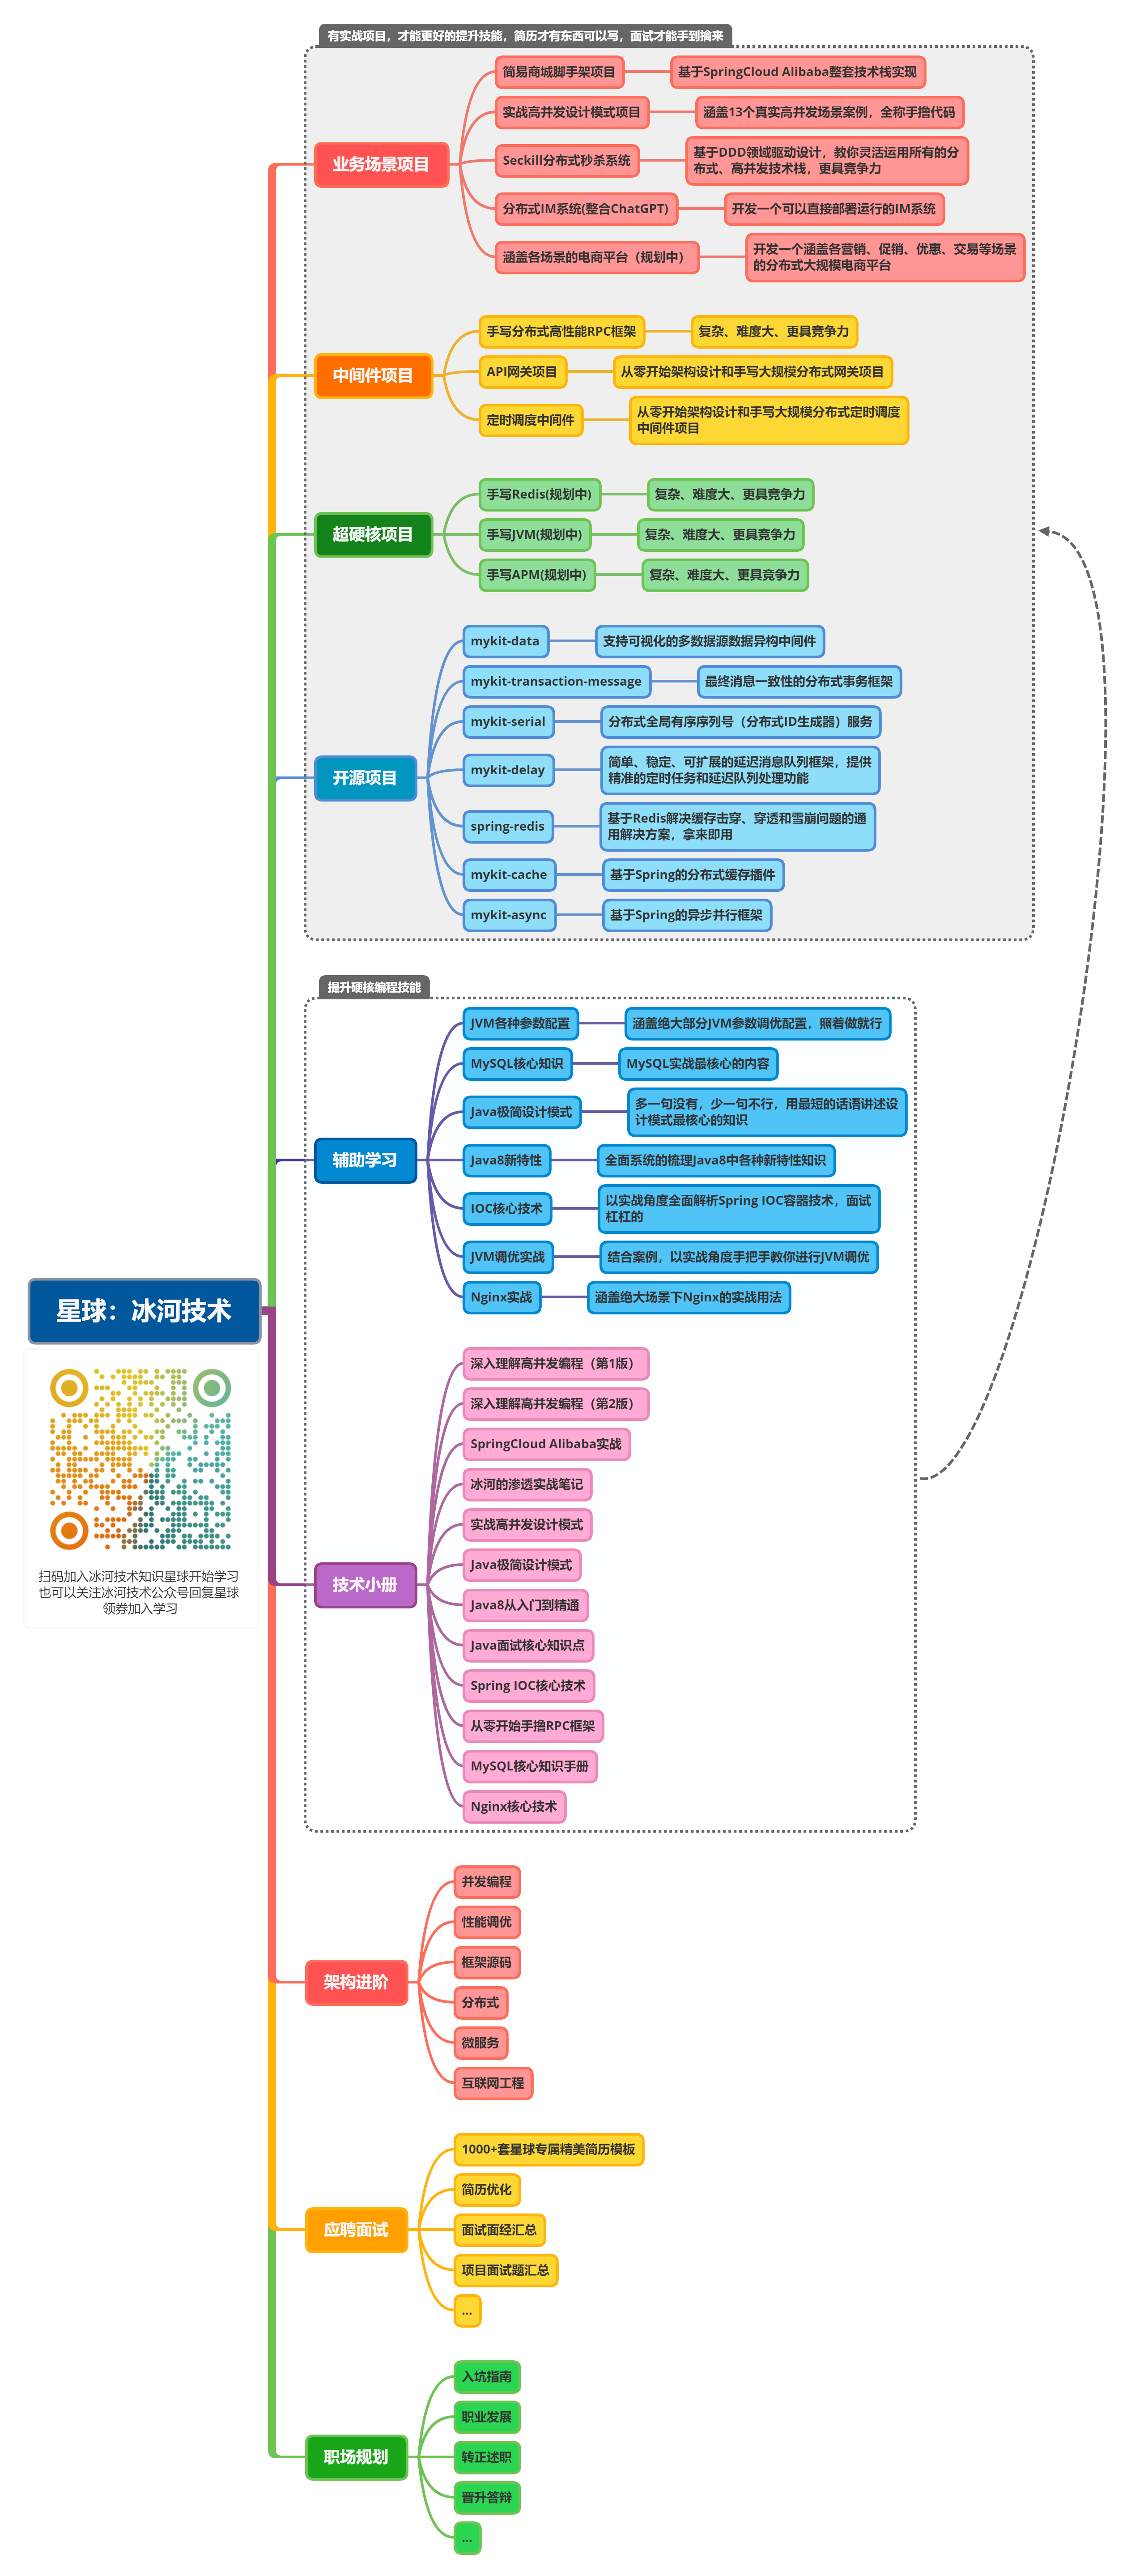 有实战项目，才能更好的提升技能，简历才有东西可以写，面试才能手到擒来
业务场景项目
简易商城脚手架项目
基于SpringCloud Alibaba整套技术栈实现
实战高并发设计模式项目
涵盖13个真实高并发场景案例，全称手撸代码
Seckill分布式秒杀系统
基于DDD领域驱动设计，教你灵活运用所有的分
布式、高并发技术栈，更具竞争力
分布式IM系统(整合ChatGPT)
开发一个可以直接部署运行的IM系统
涵盖各场景的电商平台（规划中）
开发一个涵盖各营销、促销、优惠、交易等场景
的分布式大规模电商平台
中间件项目
手写分布式高性能RPC框架
复杂、难度大、更具竞争力
API网关项目
从零开始架构设计和手写大规模分布式网关项目
定时调度中间件
从零开始架构设计和手写大规模分布式定时调度
中间件项目
超硬核项目
手写Redis(规划中)
复杂、难度大、更具竞争力
手写JVM(规划中)
复杂、难度大、更具竞争力
手写APM(规划中)
复杂、难度大、更具竞争力
开源项目
mykit-data
支持可视化的多数据源数据异构中间件
mykit-transaction-message
最终消息一致性的分布式事务框架
mykit-serial
分布式全局有序序列号（分布式ID生成器）服务
mykit-delay
简单、稳定、可扩展的延迟消息队列框架，提供
精准的定时任务和延迟队列处理功能
spring-redis
基于Redis解决缓存击穿、穿透和雪崩问题的通
用解决方案，拿来即用
mykit-cache
基于Spring的分布式缓存插件
mykit-async
基于Spring的异步并行框架
提升硬核编程技能
辅助学习
JVM各种参数配置
涵盖绝大部分JVM参数调优配置，照着做就行
MySQL核心知识
MySQL实战最核心的内容
Java极简设计模式
多一句没有，少一句不行，用最短的话语讲述设
计模式最核心的知识
Java8新特性
全面系统的梳理Java8中各种新特性知识
IOC核心技术
以实战角度全面解析Spring IOC容器技术，面试
杠杠的
JVM调优实战
结合案例，以实战角度手把手教你进行JVM调优
Nginx实战
涵盖绝大场景下Nginx的实战用法
星球：冰河技术
扫码加入冰河技术知识星球开始学习
也可以关注冰河技术公众号回复星球
领券加入学习
技术小册
深入理解高并发编程（第1版）
深入理解高并发编程（第2版）
SpringCloud Alibaba实战
冰河的渗透实战笔记
实战高并发设计模式
Java极简设计模式
Java8从入门到精通
Java面试核心知识点
Spring IOC核心技术
从零开始手撸RPC框架
MySQL核心知识手册
Nginx核心技术
架构进阶
并发编程
性能调优
框架源码
分布式
微服务
互联网工程
应聘面试
1000+套星球专属精美简历模板
简历优化
面试面经汇总
项目面试题汇总
...
职场规划
入坑指南
职业发展
转正述职
晋升答辩
...